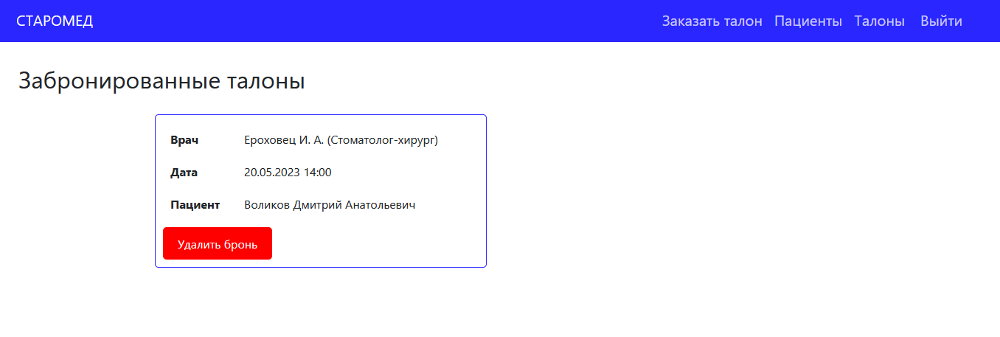 СТАРОМЕД Заказать талон Пациенты Талоны Выйти
Забронированные талоны
Врач Ероховец И. А. (Стоматолог-хирург)
Дата 20.05.2023 14:00
Пациент Воликов Дмитрий Анатольевич
Удалить бронь